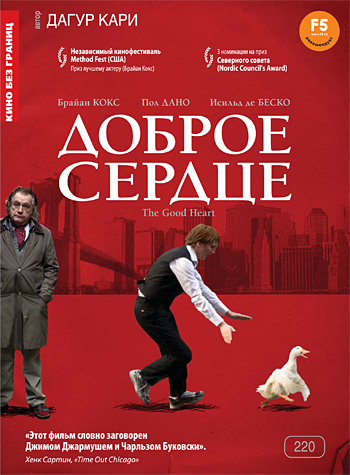 КИНО БЕЗ ГРАНИЦ
автор ДАГУР КАРИ
F5
рекомендует
Независимый кинофестиваль
Method Fest (США)
Приз лучшему актеру (Брайан Кокс)
3 номинации на приз
Северного совета
(Nordic Council's Award)
Брайан КОКС Пол ДАНО Исильд де БЕСКО
ДОБРОЕ
СЕРДЦЕ
The Good Heart
«Этот фильм словно заговорен
Джимом Джармушем и Чарльзом Буковски».
Хенк Сартин, «Time Out Chicago»
220